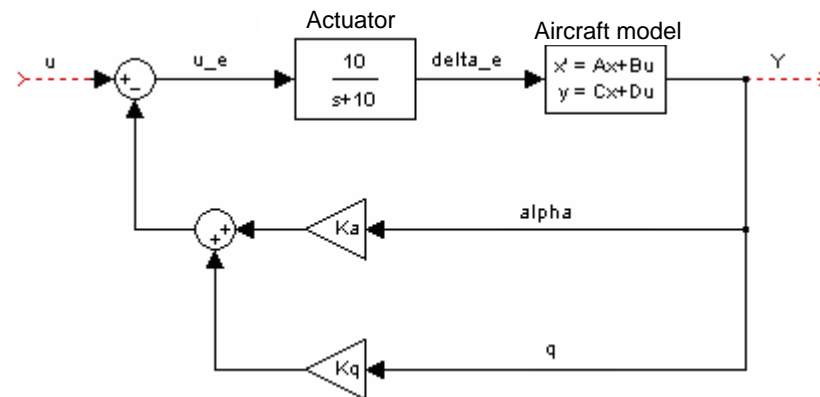 Actuator
Aircraft model
u
u_e
10
s+10
delta_e
x' = Ax+Bu
y = Cx+Du
Y
+
-
Ka
alpha
+
+
Kq
q